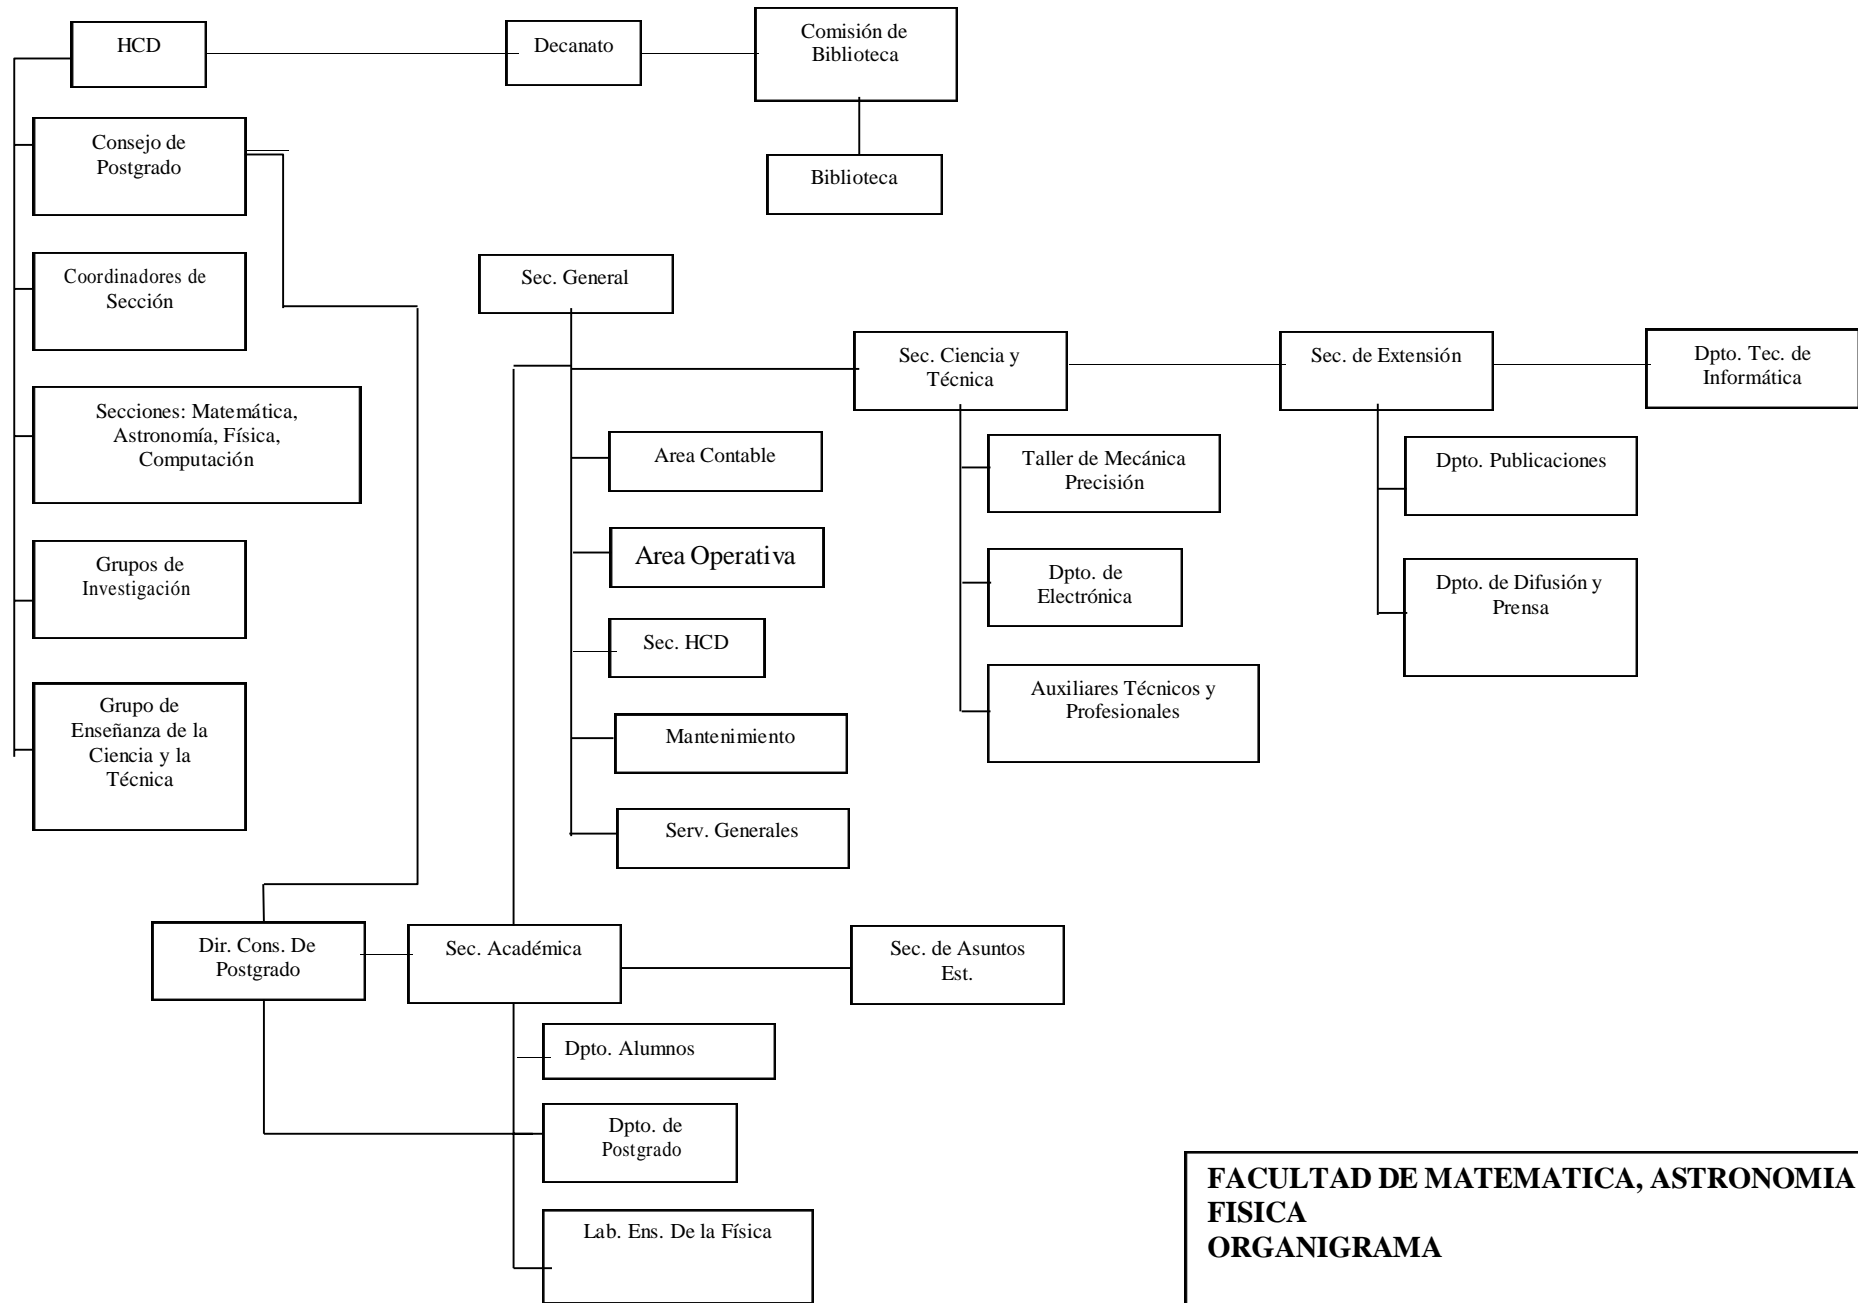 HCD
Decanato
Comisión de
Biblioteca
Consejo de
Postgrado
Biblioteca
Coordinadores de
Sección
Sec. General
Sec. Ciencia y
Técnica
Sec. de Extensión
Dpto. Tec. de
Informática
Secciones: Matemática,
Astronomía, Física,
Computación
Area Contable
Taller de Mecánica
Precisión
Dpto. Publicaciones
Grupos de
Investigación
Area Operativa
Dpto. de
Electrónica
Dpto. de Difusión y
Prensa
Sec. HCD
Grupo de
Enseñanza de la
Ciencia y la
Técnica
Mantenimiento
Auxiliares Técnicos y
Profesionales
Serv. Generales
Dir. Cons. De
Postgrado
Sec. Académica
Sec. de Asuntos
Est.
Dpto. Alumnos
Dpto. de
Postgrado
Lab. Ens. De la Física
FACULTAD DE MATEMATICA, ASTRONOMIA
FISICA
ORGANIGRAMA